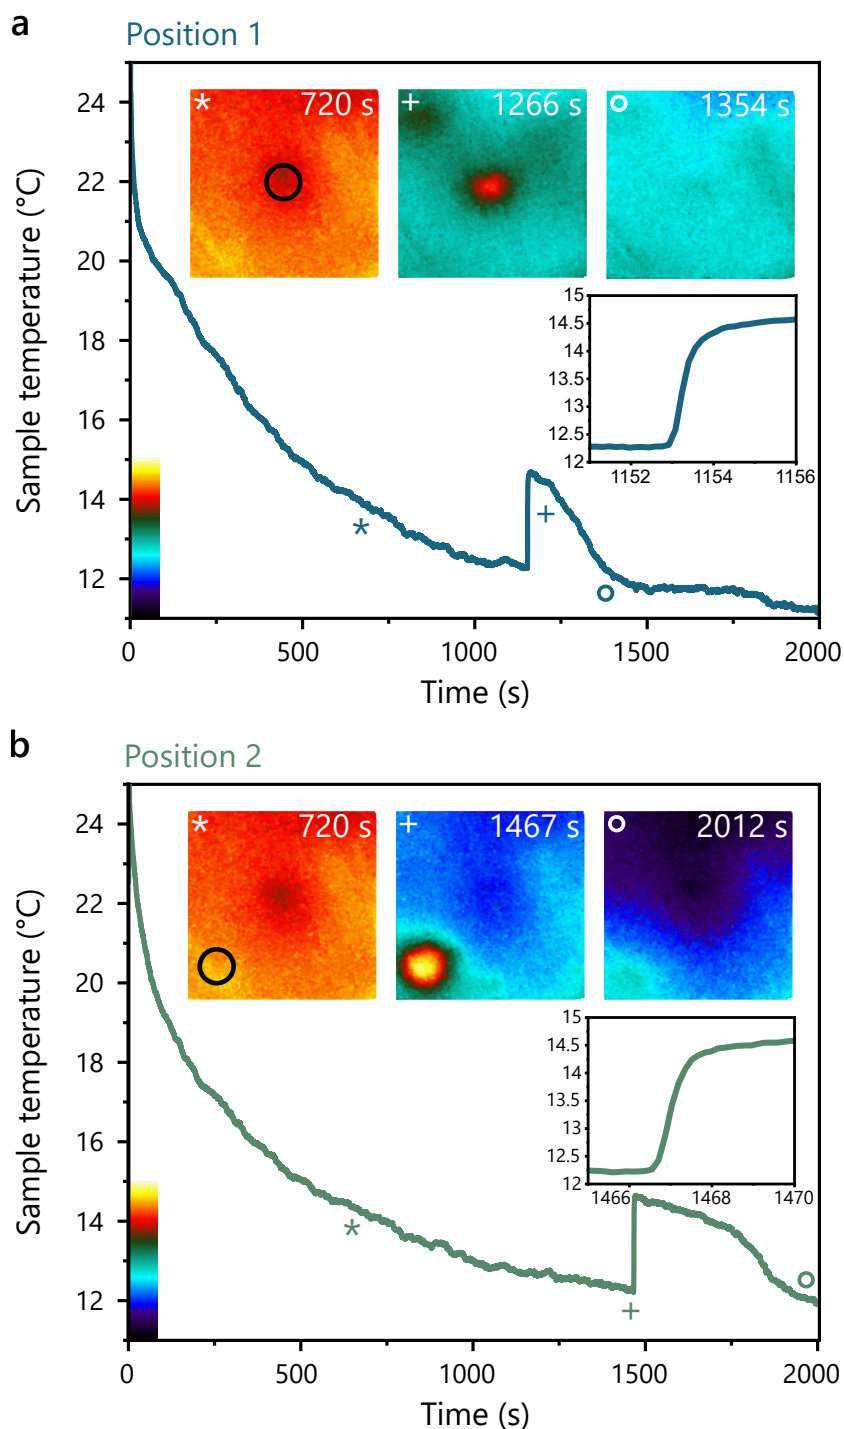 a
Position 1
Sample temperature (°C)
24
22
20
18
16
14
12
* 720 s
+ 1266 s
o 1354 s
15
14.5
14
13.5
13
12.5
12
1152 1154 1156
*
+
o
0 500 1000 1500 2000
Time (s)
b
Position 2
Sample temperature (°C)
24
22
20
18
16
14
12
* 720 s
+ 1467 s
o 2012 s
15
14.5
14
13.5
13
12.5
12
1466 1468 1470
*
+
o
0 500 1000 1500 2000
Time (s)